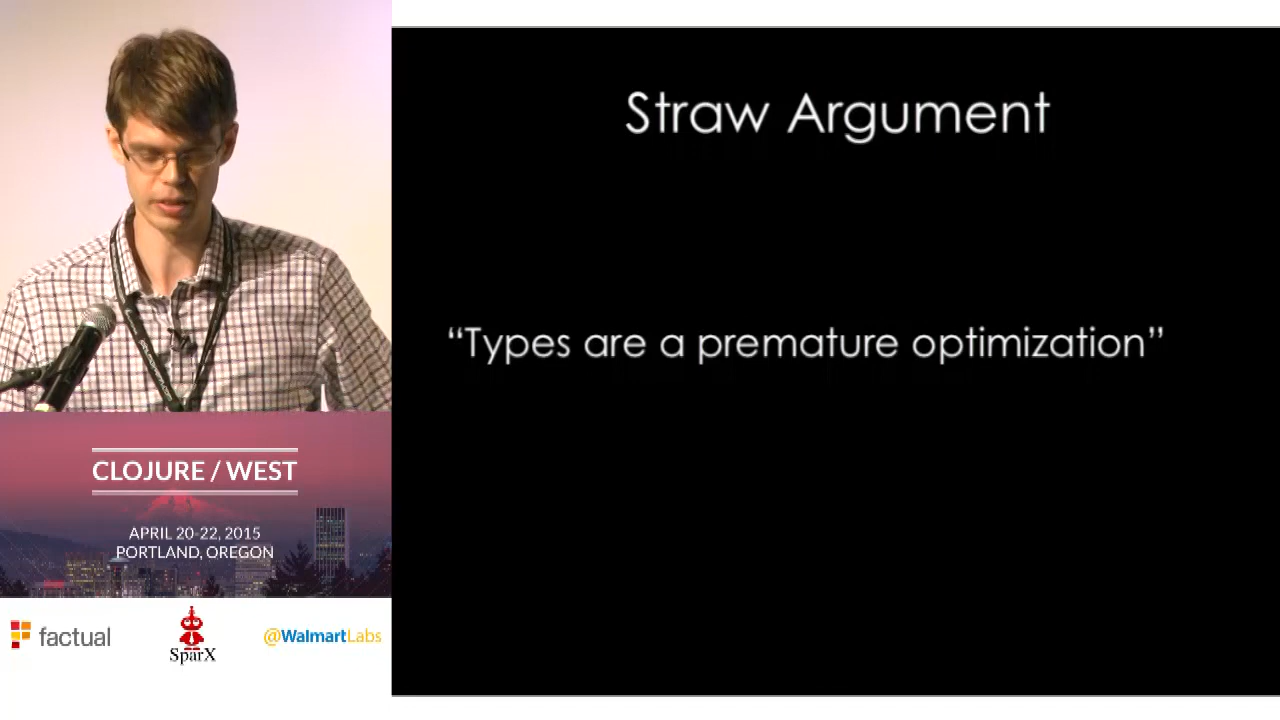 Straw Argument
“Types are a premature optimization”
CLOJURE / WEST
APRIL 20-22, 2015
PORTLAND, OREGON
factual
SparX
@WalmartLabs